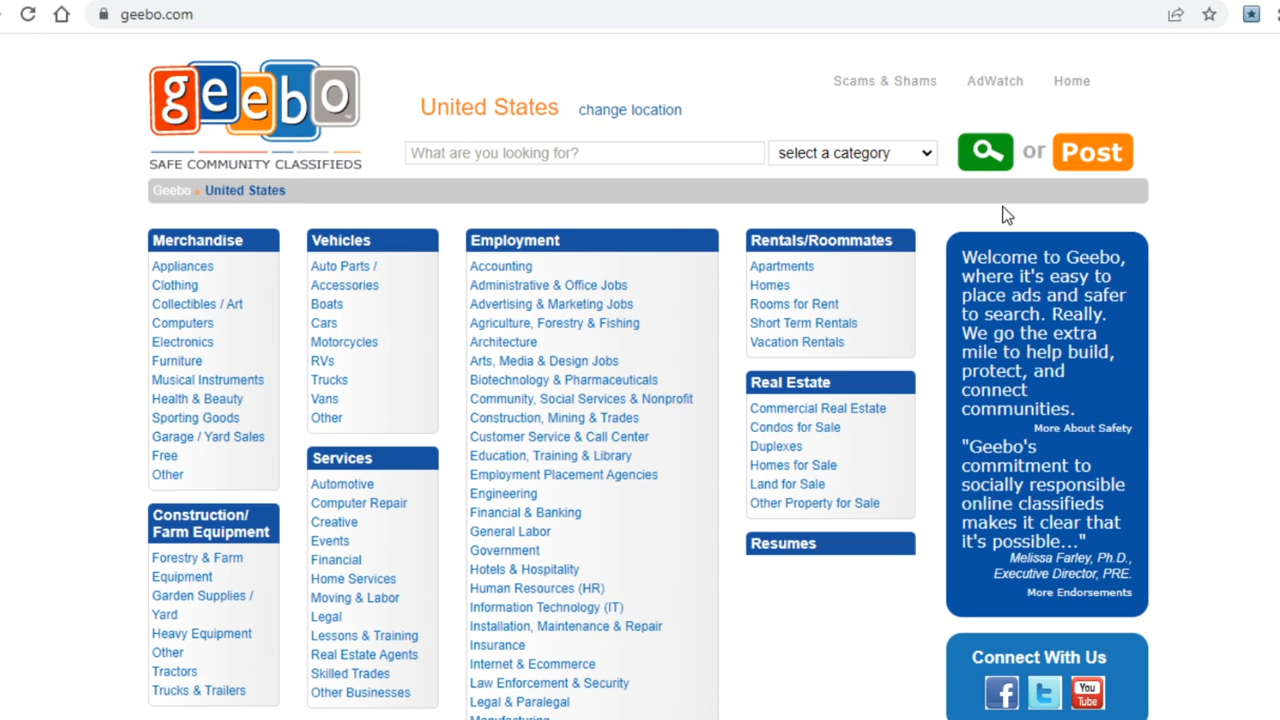 geebo.com
geebo
SAFE COMMUNITY CLASSIFIEDS
Scams & Shams AdWatch Home
United States change location
What are you looking for? select a category or Post
Geebo » United States
Merchandise
Appliances
Clothing
Collectibles / Art
Computers
Electronics
Furniture
Musical Instruments
Health & Beauty
Sporting Goods
Garage / Yard Sales
Free
Other
Construction/
Farm Equipment
Forestry & Farm
Equipment
Garden Supplies /
Yard
Heavy Equipment
Other
Tractors
Trucks & Trailers
Vehicles
Auto Parts /
Accessories
Boats
Cars
Motorcycles
RVs
Trucks
Vans
Other
Services
Automotive
Computer Repair
Creative
Events
Financial
Home Services
Moving & Labor
Legal
Lessons & Training
Real Estate Agents
Skilled Trades
Other Businesses
Employment
Accounting
Administrative & Office Jobs
Advertising & Marketing Jobs
Agriculture, Forestry & Fishing
Architecture
Arts, Media & Design Jobs
Biotechnology & Pharmaceuticals
Community, Social Services & Nonprofit
Construction, Mining & Trades
Customer Service & Call Center
Education, Training & Library
Employment Placement Agencies
Engineering
Financial & Banking
General Labor
Government
Hotels & Hospitality
Human Resources (HR)
Information Technology (IT)
Installation, Maintenance & Repair
Insurance
Internet & Ecommerce
Law Enforcement & Security
Legal & Paralegal
Manufacturing
Rentals/Roommates
Apartments
Homes
Rooms for Rent
Short Term Rentals
Vacation Rentals
Real Estate
Commercial Real Estate
Condos for Sale
Duplexes
Homes for Sale
Land for Sale
Other Property for Sale
Resumes
Welcome to Geebo,
where it's easy to
place ads and safer
to search. Really.
We go the extra
mile to help build,
protect, and
connect
communities.
More About Safety
"Geebo's
commitment to
socially responsible
online classifieds
makes it clear that
it's possible..."
Melissa Farley, Ph.D.,
Executive Director, PRE.
More Endorsements
Connect With Us
f t You
Tube